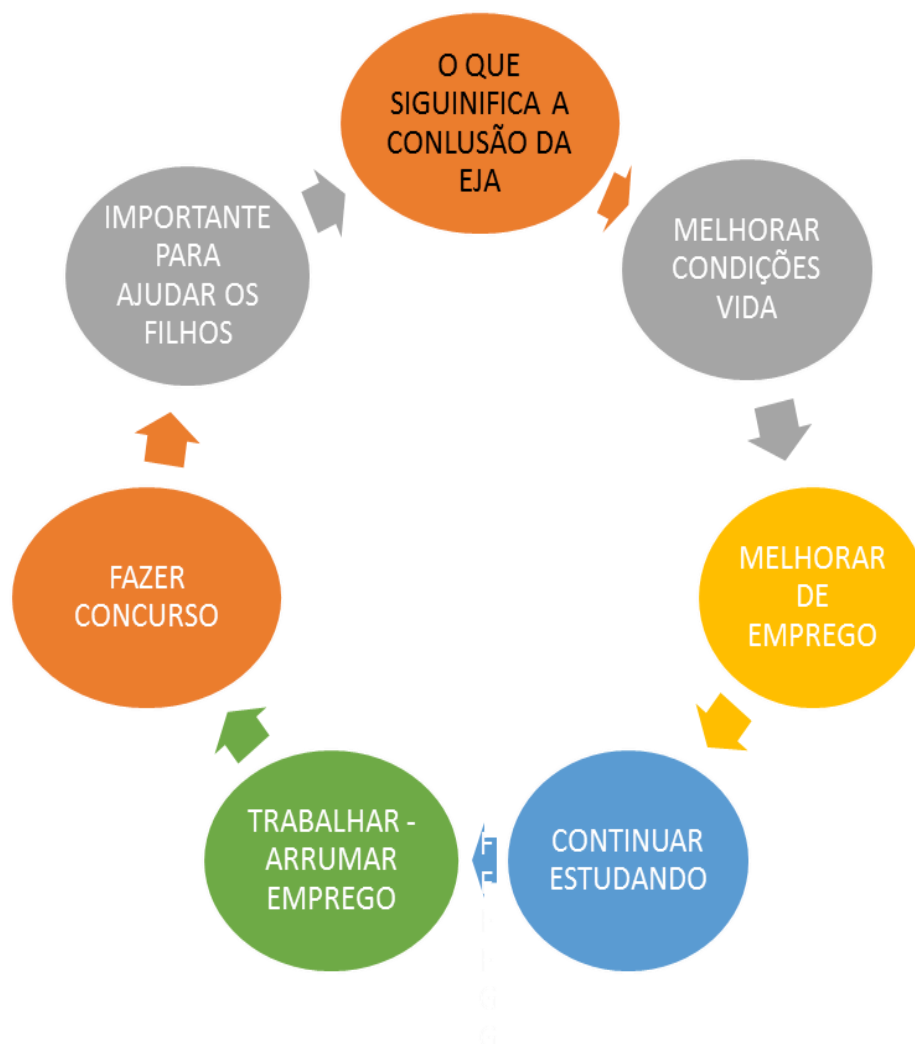 O QUE
SIGUINIFICA A
CONLUSÃO DA
EJA
MELHORAR
CONDIÇÕES
VIDA
MELHORAR
DE
EMPREGO
CONTINUAR
ESTUDANDO
TRABALHAR -
ARRUMAR
EMPREGO
FAZER
CONCURSO
IMPORTANTE
PARA
AJUDAR OS
FILHOS